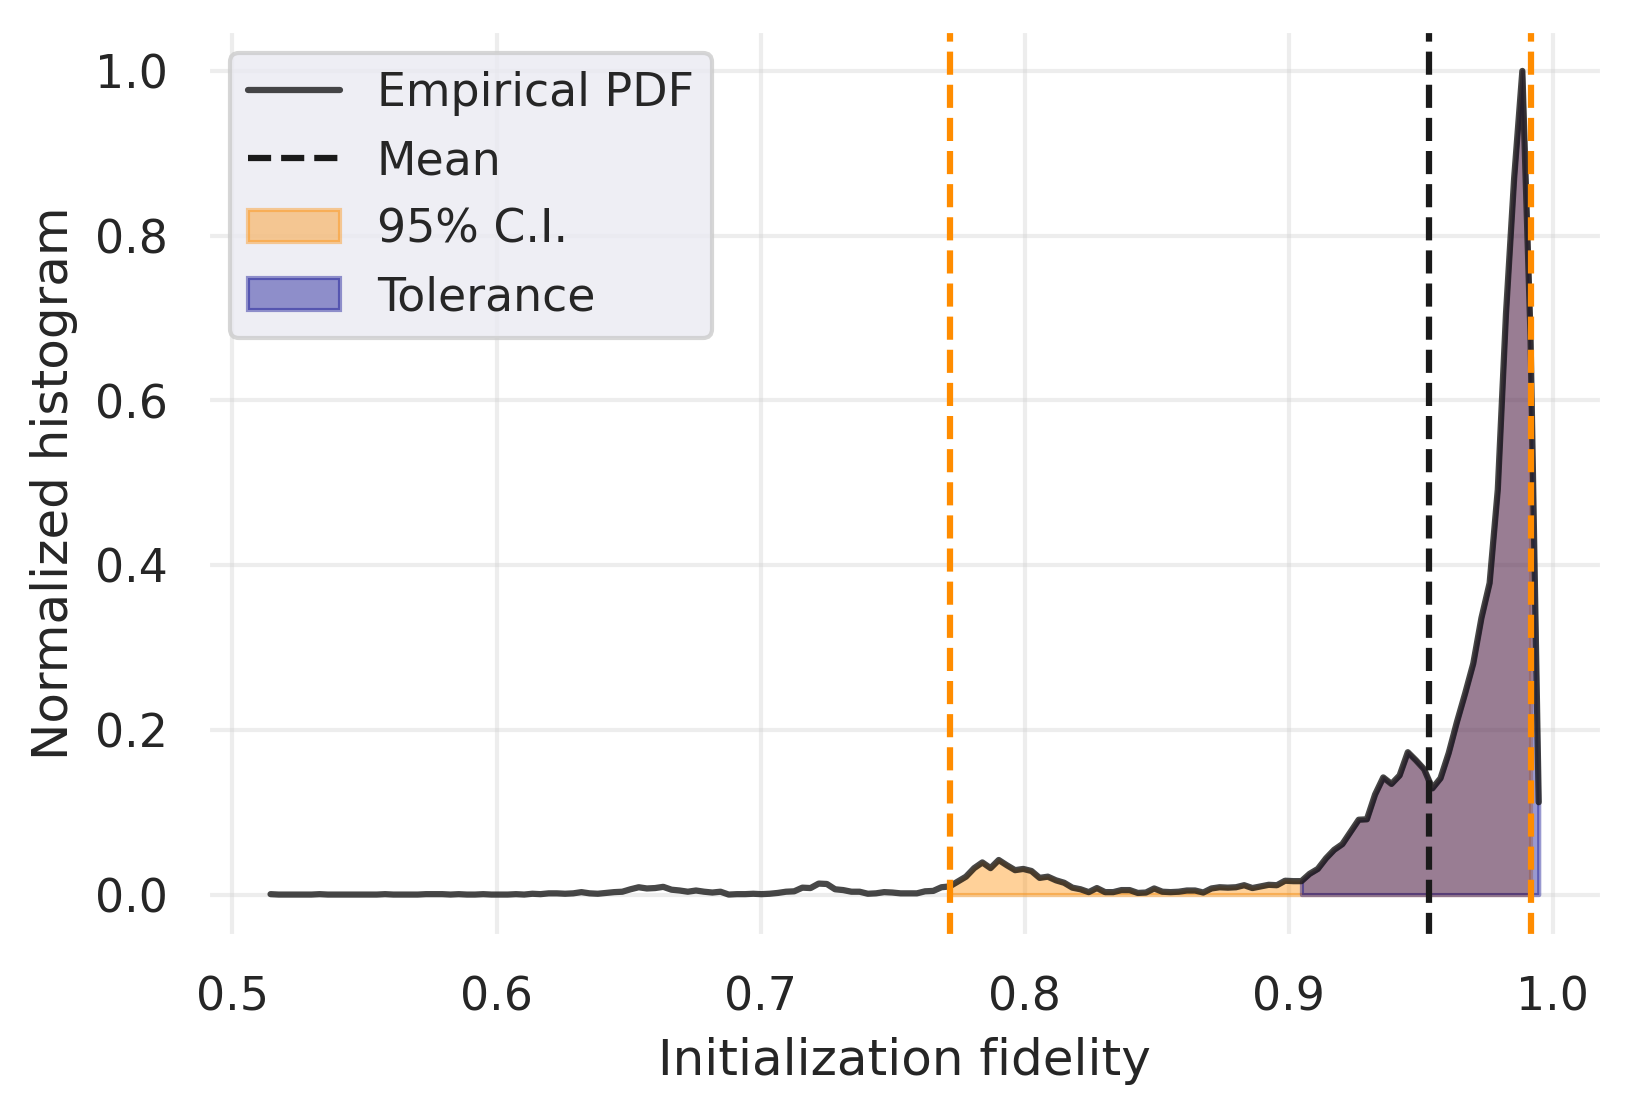 Normalized histogram
1.0
0.8
0.6
0.4
0.2
0.0
Empirical PDF
Mean
95% C.I.
Tolerance
0.5 0.6 0.7 0.8 0.9 1.0
Initialization fidelity